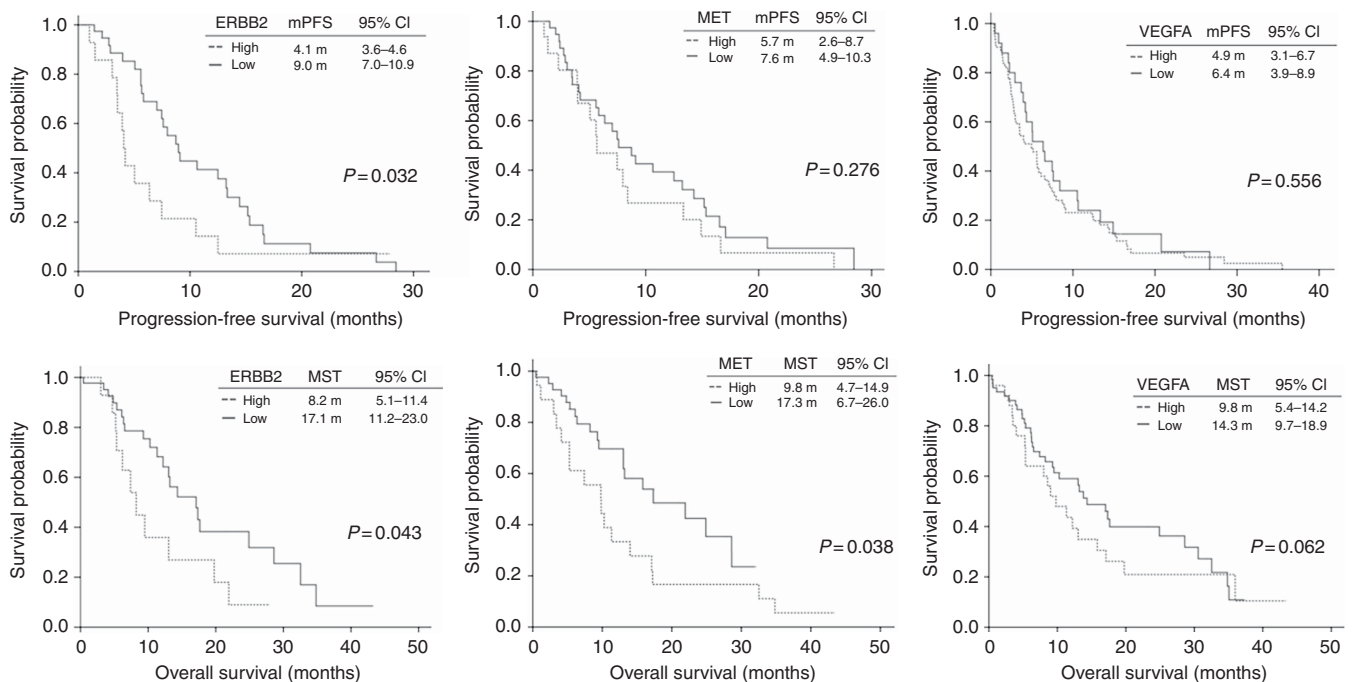 ERBB2 mPFS 95% CI
High 4.1 m 3.6–4.6
Low 9.0 m 7.0–10.9
Survival probability
1.0
0.8
0.6
0.4
0.2
0.0
P=0.032
0 10 20 30
Progression-free survival (months)
MET mPFS 95% CI
High 5.7 m 2.6–8.7
Low 7.6 m 4.9–10.3
Survival probability
1.0
0.8
0.6
0.4
0.2
0.0
P=0.276
0 10 20 30
Progression-free survival (months)
VEGFA mPFS 95% CI
High 4.9 m 3.1–6.7
Low 6.4 m 3.9–8.9
Survival probability
1.0
0.8
0.6
0.4
0.2
0.0
P=0.556
0 10 20 30 40
Progression-free survival (months)
ERBB2 MST 95% CI
High 8.2 m 5.1–11.4
Low 17.1 m 11.2–23.0
Survival probability
1.0
0.8
0.6
0.4
0.2
0.0
P=0.043
0 10 20 30 40 50
Overall survival (months)
MET MST 95% CI
High 9.8 m 4.7–14.9
Low 17.3 m 6.7–26.0
Survival probability
1.0
0.8
0.6
0.4
0.2
0.0
P=0.038
0 10 20 30 40 50
Overall survival (months)
VEGFA MST 95% CI
High 9.8 m 5.4–14.2
Low 14.3 m 9.7–18.9
Survival probability
1.0
0.8
0.6
0.4
0.2
0.0
P=0.062
0 10 20 30 40 50
Overall survival (months)